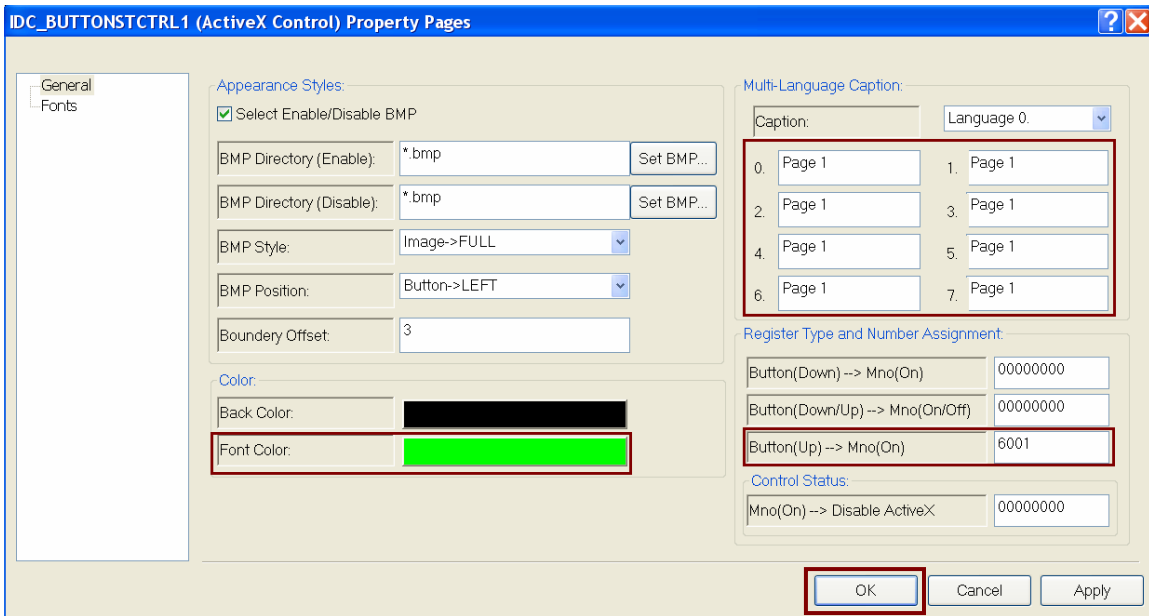 IDC_BUTTONSTCTRL1 (ActiveX Control) Property Pages
General
Fonts
Appearance Styles:
Select Enable/Disable BMP
BMP Directory (Enable): *.bmp Set BMP...
BMP Directory (Disable): *.bmp Set BMP...
BMP Style: Image->FULL
BMP Position: Button->LEFT
Boundery Offset: 3
Color:
Back Color:
Font Color:
Multi-Language Caption:
Caption: Language 0.
0. Page 1 1. Page 1
2. Page 1 3. Page 1
4. Page 1 5. Page 1
6. Page 1 7. Page 1
Register Type and Number Assignment:
Button(Down) --> Mno(On) 00000000
Button(Down/Up) --> Mno(On/Off) 00000000
Button(Up) --> Mno(On) 6001
Control Status:
Mno(On) --> Disable ActiveX 00000000
OK Cancel Apply